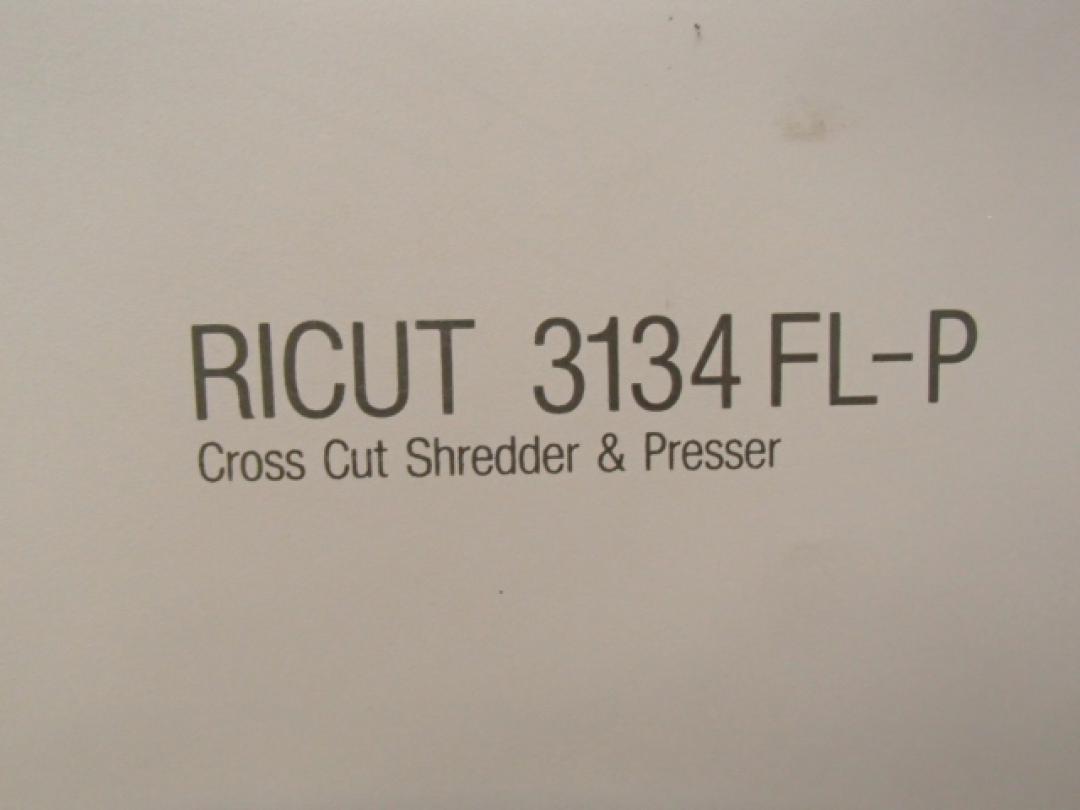 RICUT 3134 FL-P
Cross Cut Shredder & Presser